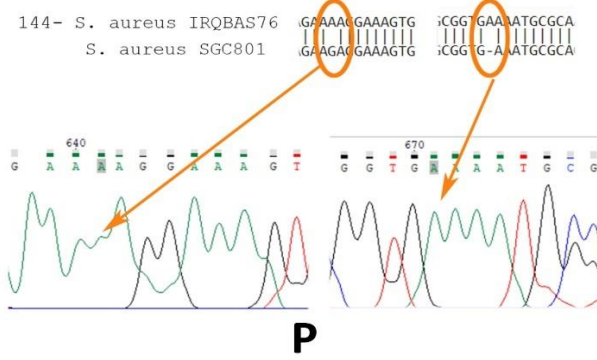 144- S. aureus IRQBAS76 GAAAAGGAAAGTG CGGTGAAAATGCGCA
S. aureus SGC801 GAAGAGGAAAGTG CGGTG-AAATGCGCA
640
G A A A A G G A A A G T
670
G G T G A A A A T G C G
P